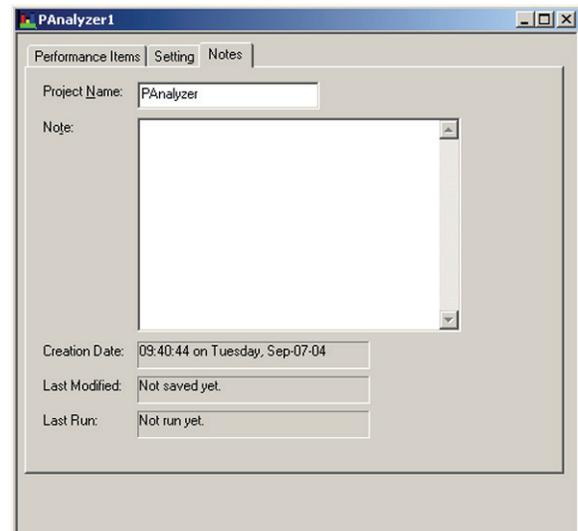 PAnalyzer1
Performance Items Setting Notes
Project Name: PAnalyzer
Note:
Creation Date: 09:40:44 on Tuesday, Sep-07-04
Last Modified: Not saved yet.
Last Run: Not run yet.